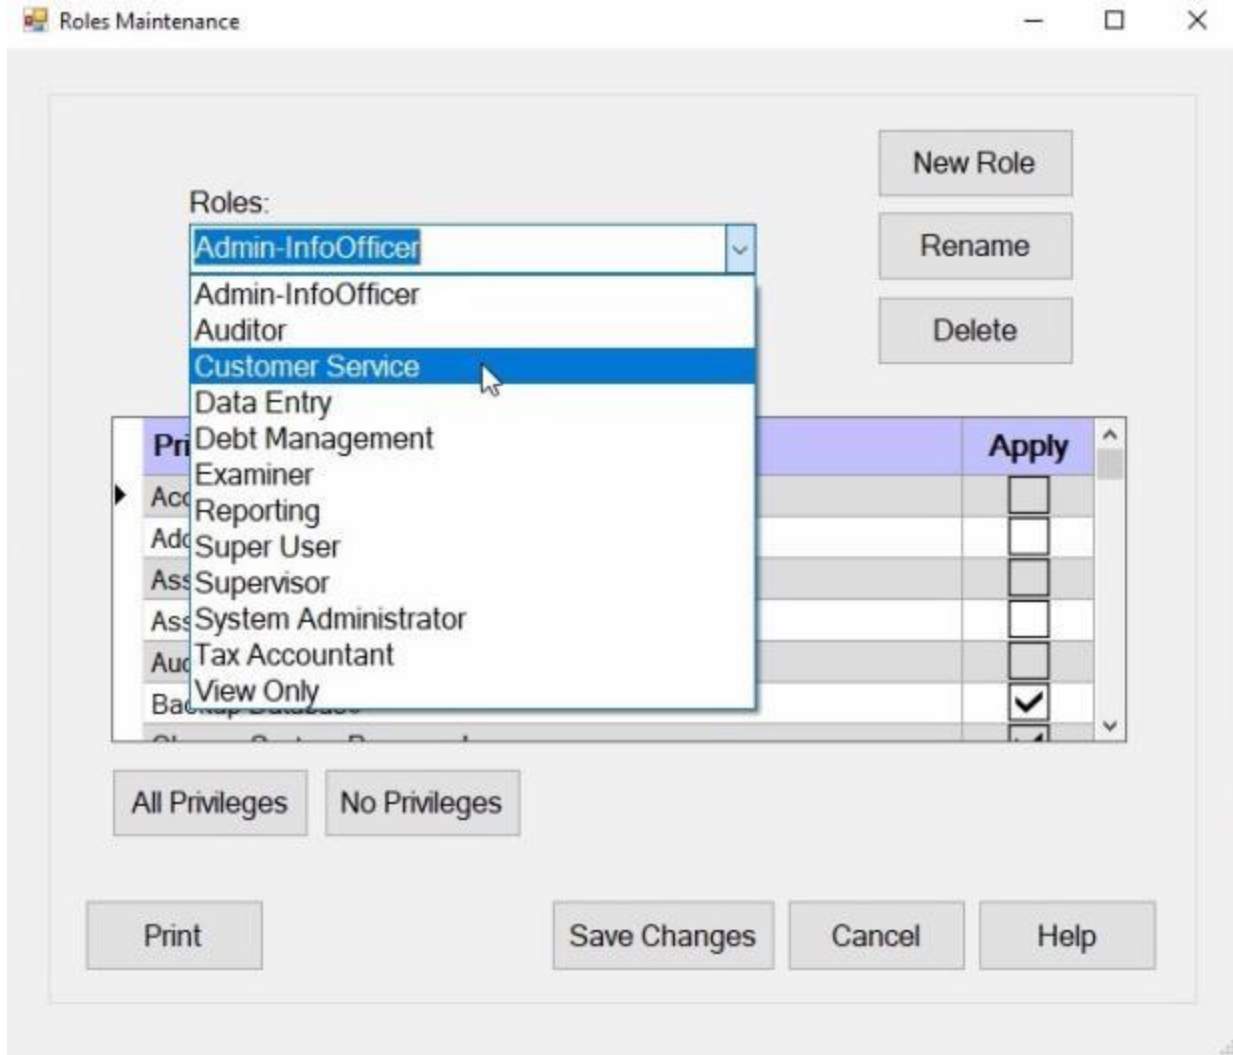 Roles Maintenance
New Role
Roles:
Admin-InfoOfficer
Rename
Admin-InfoOfficer
Auditor
Delete
Customer Service
Data Entry
Debt Management
Apply
Examiner
Reporting
Super User
Supervisor
System Administrator
Tax Accountant
View Only
All Privileges No Privileges
Print Save Changes Cancel Help